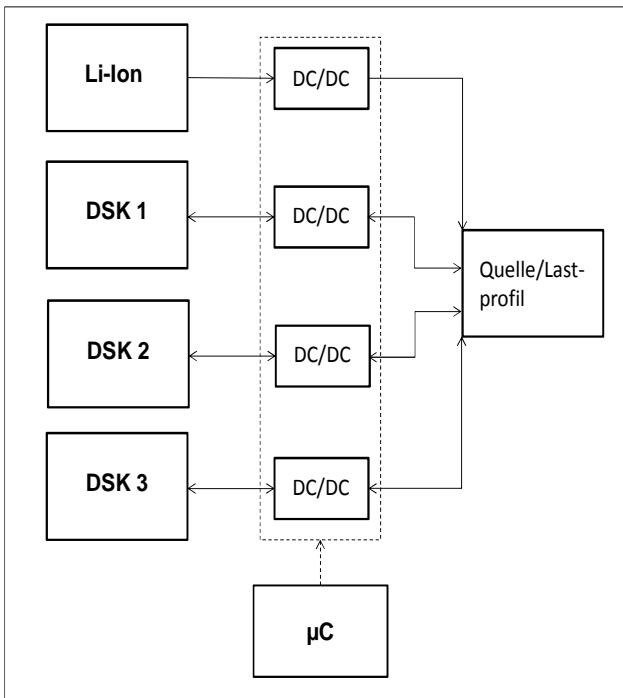 Li-Ion
DC/DC
DSK 1
DC/DC
Quelle/Last-
profil
DSK 2
DC/DC
DSK 3
DC/DC
µC